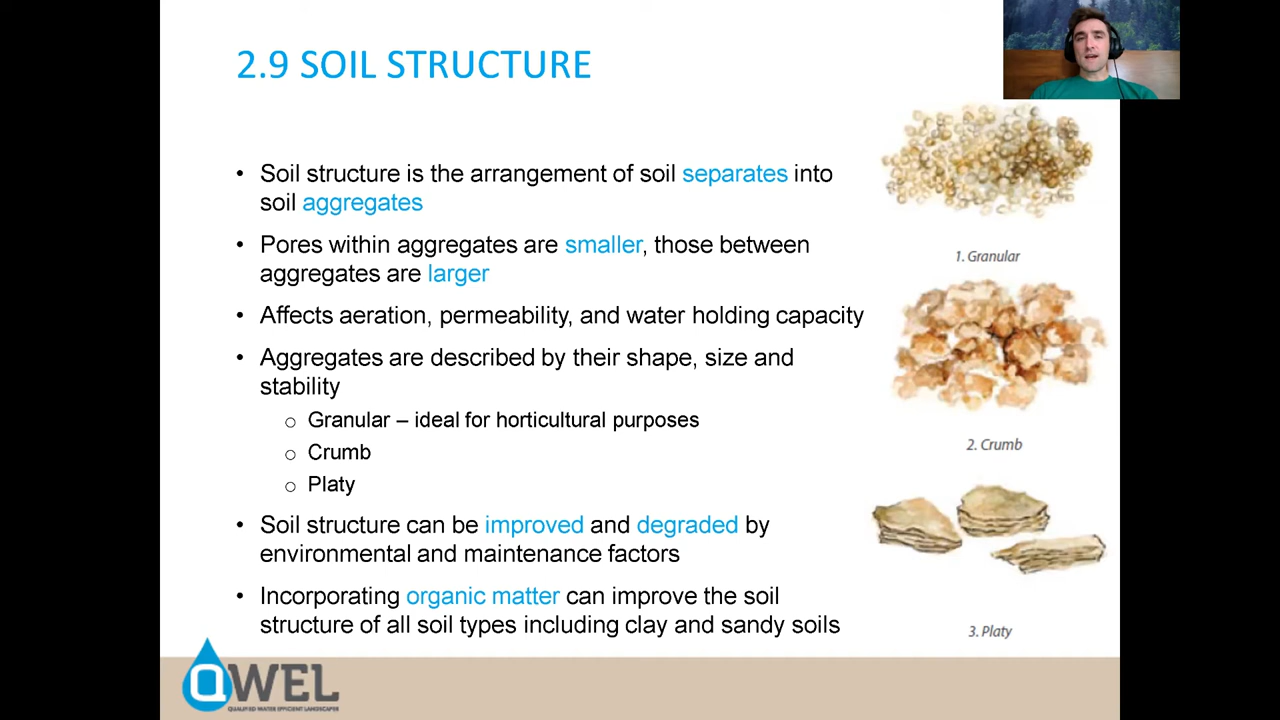 2.9 SOIL STRUCTURE
• Soil structure is the arrangement of soil separates into
soil aggregates
• Pores within aggregates are smaller, those between
aggregates are larger
• Affects aeration, permeability, and water holding capacity
• Aggregates are described by their shape, size and
stability
o Granular – ideal for horticultural purposes
o Crumb
o Platy
• Soil structure can be improved and degraded by
environmental and maintenance factors
• Incorporating organic matter can improve the soil
structure of all soil types including clay and sandy soils
1. Granular
2. Crumb
3. Platy
QWEL
QUALIFIED WATER EFFICIENT LANDSCAPER